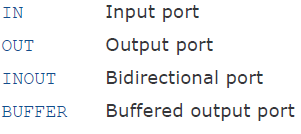 IN Input port
OUT Output port
INOUT Bidirectional port
BUFFER Buffered output port